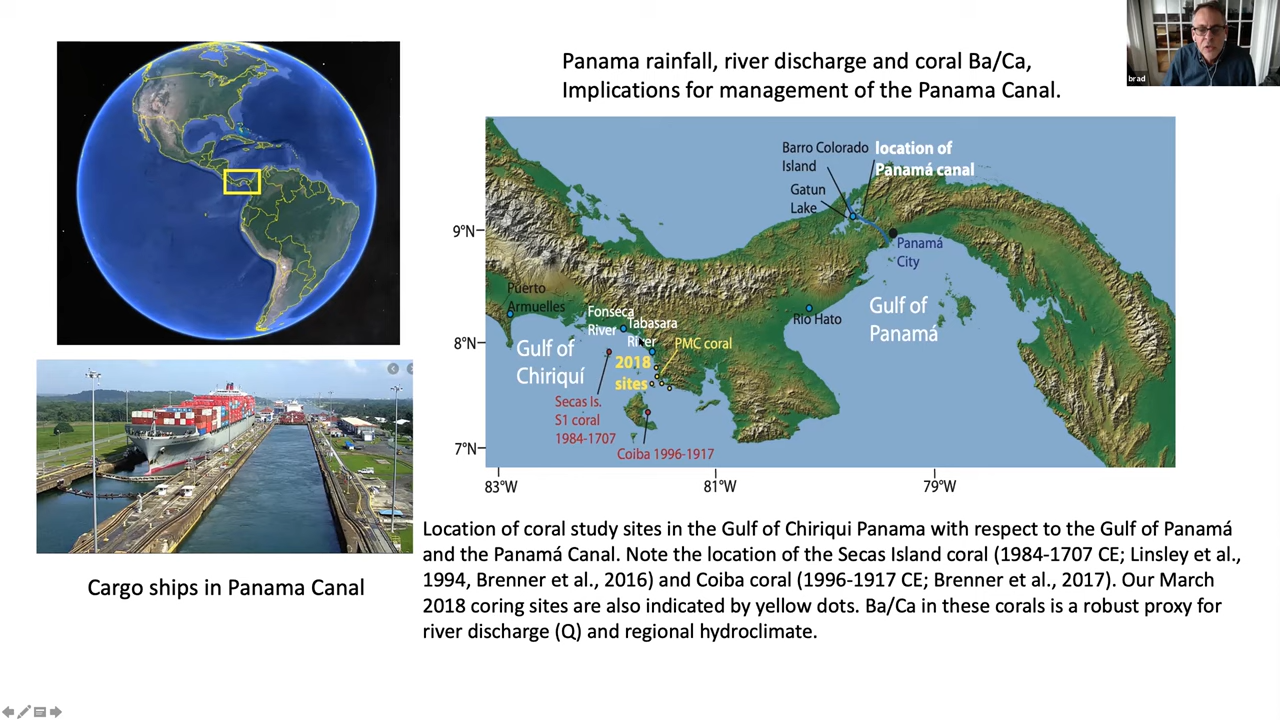 Panama rainfall, river discharge and coral Ba/Ca,
Implications for management of the Panama Canal.
brad
Barro Colorado
Island
location of
Panamá canal
Gatun
Lake
9°N
Panamá
City
Puerto
Armuelles
Fonseca
River
Tabasara
River
Rio Hato
Gulf of
Panamá
8°N
PMC coral
Gulf of
Chiriquí
2018
sites
Secas Is.
S1 coral
1984-1707
Coiba 1996-1917
7°N
83°W
81°W
79°W
Cargo ships in Panama Canal
Location of coral study sites in the Gulf of Chiriqui Panama with respect to the Gulf of Panamá
and the Panamá Canal. Note the location of the Secas Island coral (1984-1707 CE; Linsley et al.,
1994, Brenner et al., 2016) and Coiba coral (1996-1917 CE; Brenner et al., 2017). Our March
2018 coring sites are also indicated by yellow dots. Ba/Ca in these corals is a robust proxy for
river discharge (Q) and regional hydroclimate.